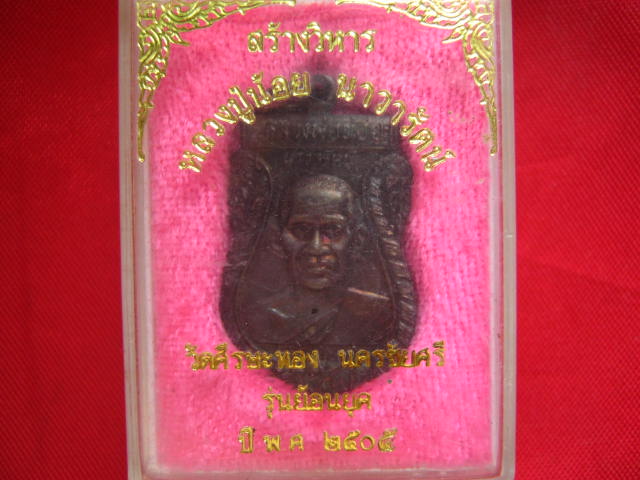 สร้างวิหาร
หลวงปู่น้อย นาวารัตน์
วัดศีรษะทอง นครชัยศรี
รุ่นย้อนยุค
ปี พ ศ ๒๕๐๕